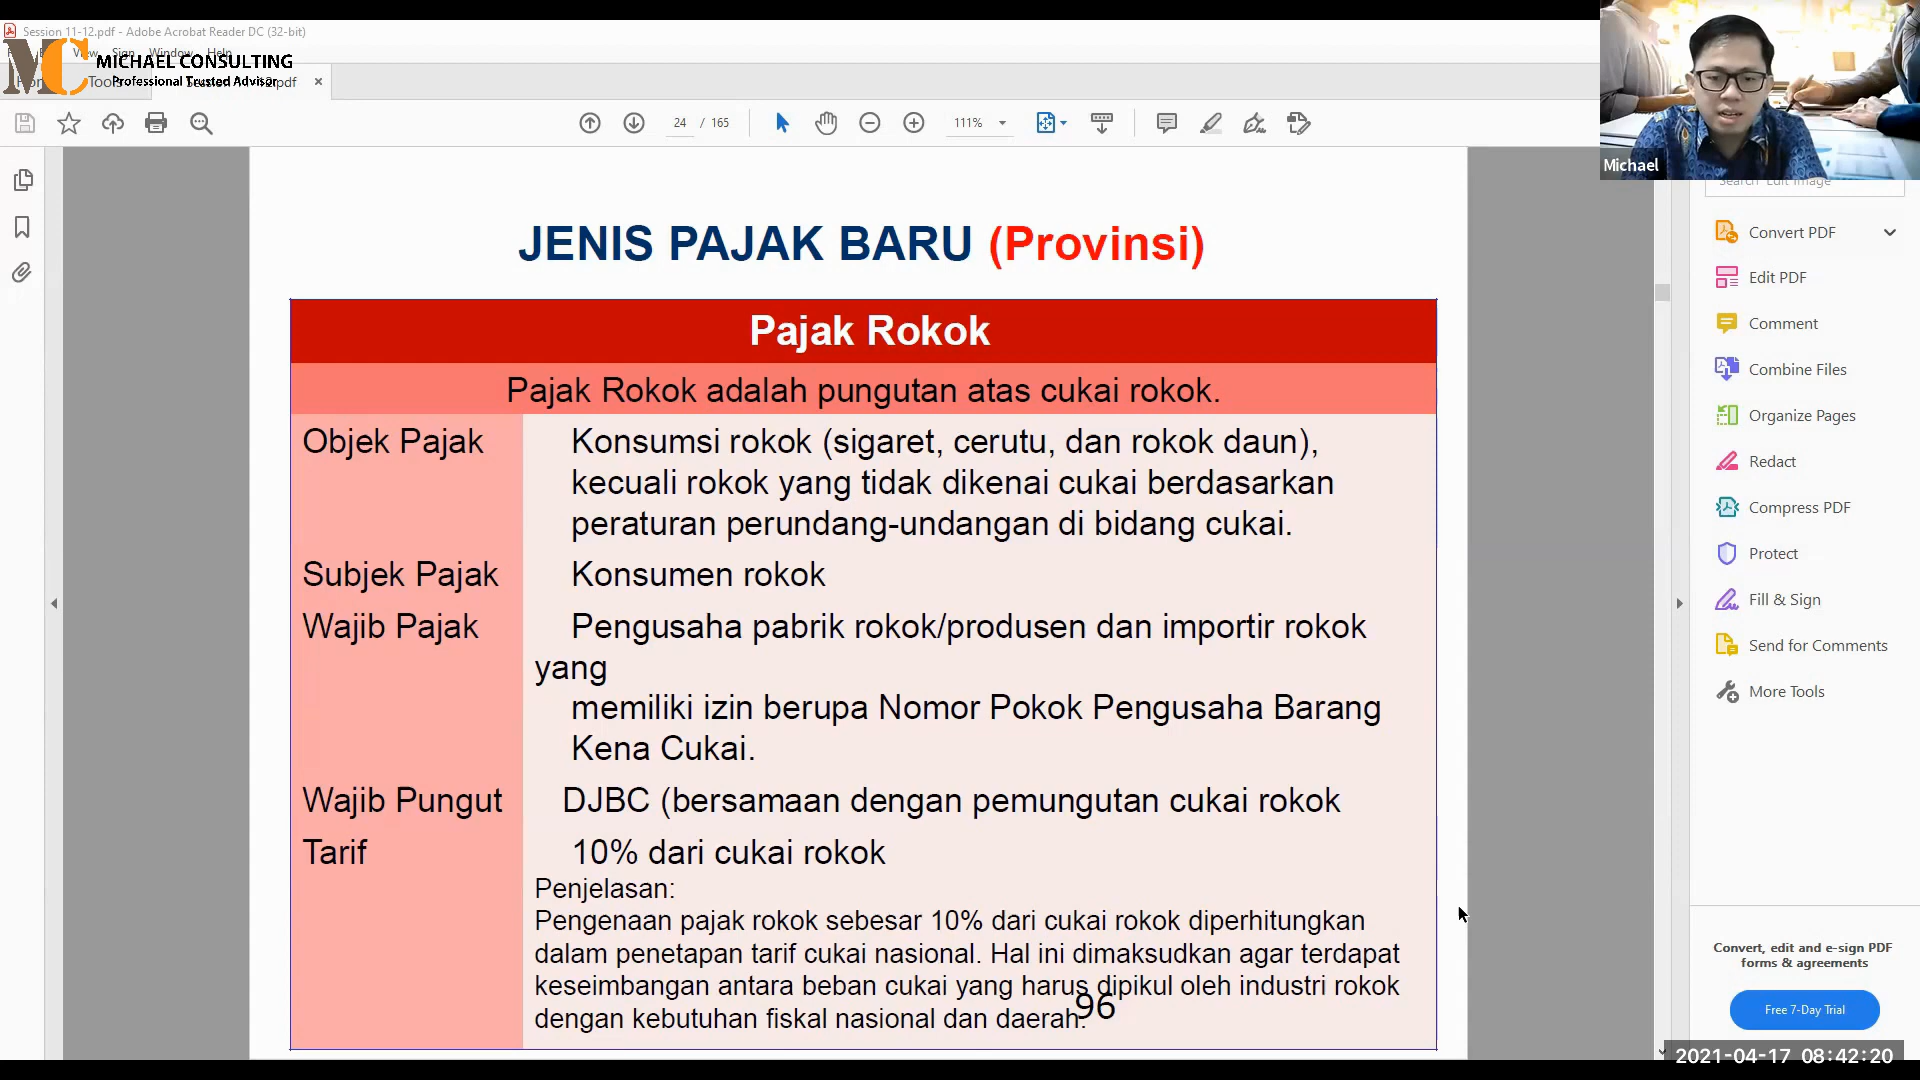 Session 11-12.pdf - Adobe Acrobat Reader DC (32-bit)
View Sign Window Help
MICHAEL CONSULTING
Professional Trusted Advisor
Tools
24 / 165
111%
Michael
Search 'Edit Image'
Convert PDF
Edit PDF
Comment
Combine Files
Organize Pages
Redact
Compress PDF
Protect
Fill & Sign
Send for Comments
More Tools
Convert, edit and e-sign PDF
forms & agreements
Free 7-Day Trial
JENIS PAJAK BARU (Provinsi)
Pajak Rokok
Pajak Rokok adalah pungutan atas cukai rokok.
Objek Pajak Konsumsi rokok (sigaret, cerutu, dan rokok daun),
kecuali rokok yang tidak dikenai cukai berdasarkan
peraturan perundang-undangan di bidang cukai.
Subjek Pajak Konsumen rokok
Wajib Pajak Pengusaha pabrik rokok/produsen dan importir rokok
yang
memiliki izin berupa Nomor Pokok Pengusaha Barang
Kena Cukai.
Wajib Pungut DJBC (bersamaan dengan pemungutan cukai rokok
Tarif 10% dari cukai rokok
Penjelasan:
Pengenaan pajak rokok sebesar 10% dari cukai rokok diperhitungkan
dalam penetapan tarif cukai nasional. Hal ini dimaksudkan agar terdapat
keseimbangan antara beban cukai yang harus dipikul oleh industri rokok
dengan kebutuhan fiskal nasional dan daerah.
96
2021-04-17 08:42:20